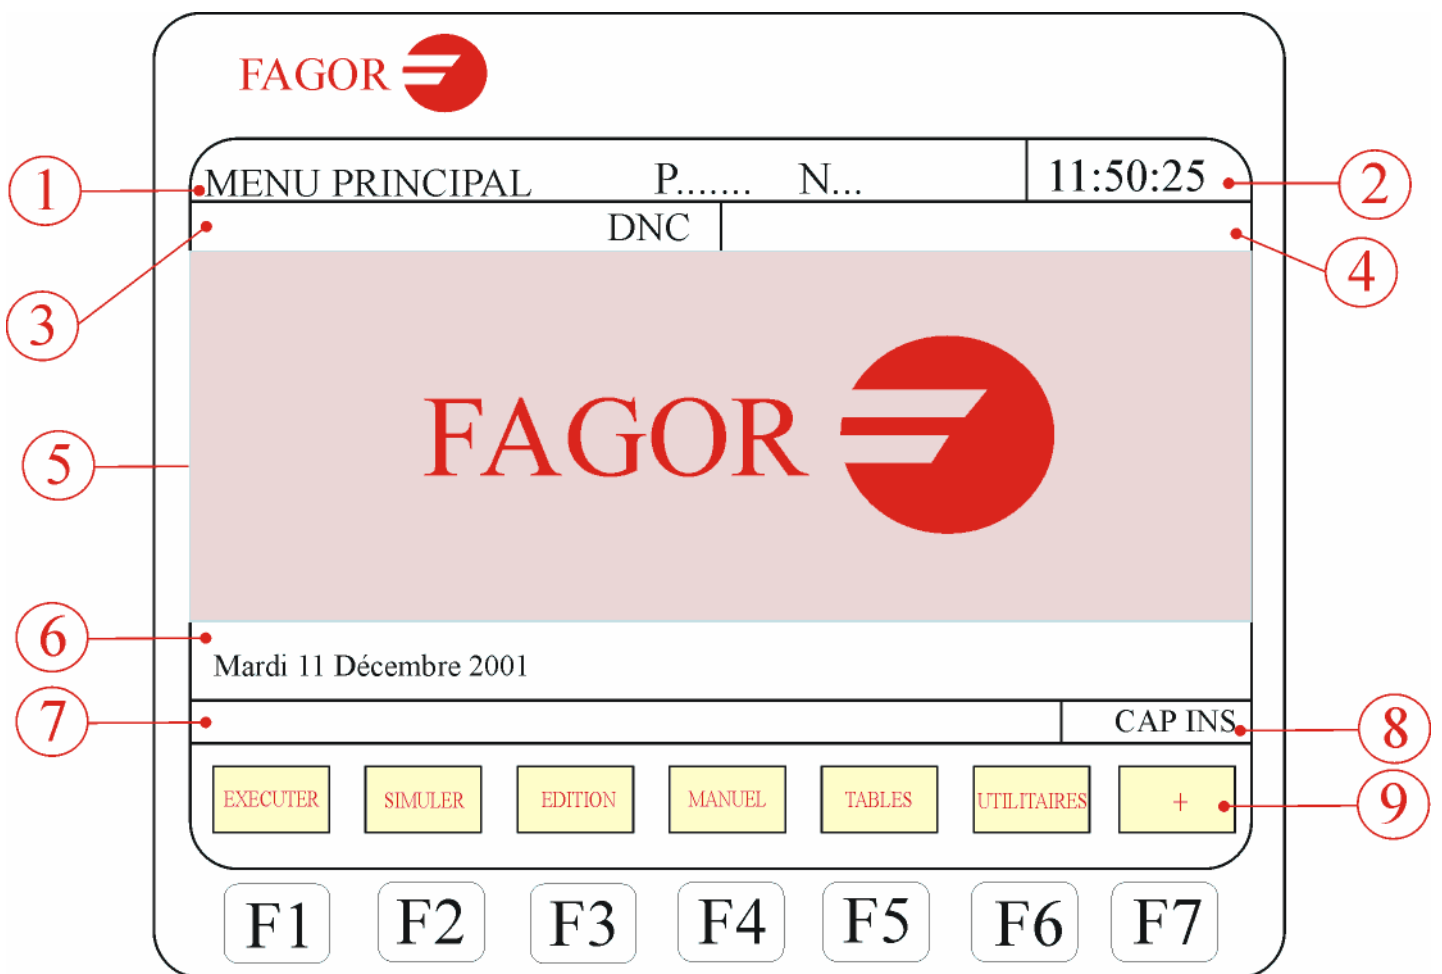 FAGOR
1
MENU PRINCIPAL P....... N... 11:50:25
2
DNC
3
4
FAGOR
5
6
Mardi 11 Décembre 2001
7
CAP INS
8
EXECUTER SIMULER EDITION MANUEL TABLES UTILITAIRES +
9
F1 F2 F3 F4 F5 F6 F7